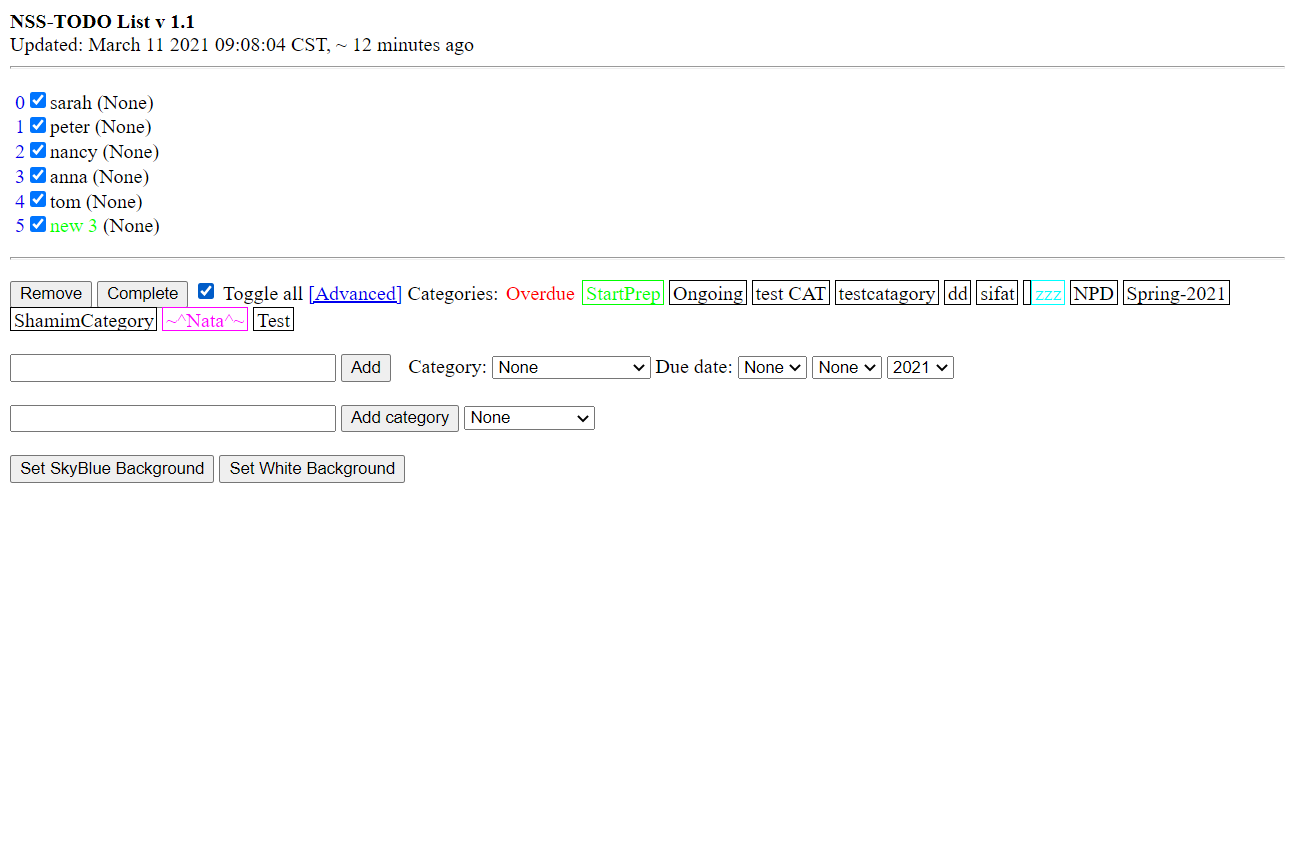 NSS-TODO List v 1.1
Updated: March 11 2021 09:08:04 CST, ~ 12 minutes ago
0 sarah (None)
1 peter (None)
2 nancy (None)
3 anna (None)
4 tom (None)
5 new 3 (None)
Remove Complete Toggle all [Advanced] Categories: Overdue StartPrep Ongoing test CAT testcatagory dd sifat zzz NPD Spring-2021
ShamimCategory ~^Nata^~ Test
Add Category: None Due date: None None 2021
Add category None
Set SkyBlue Background Set White Background